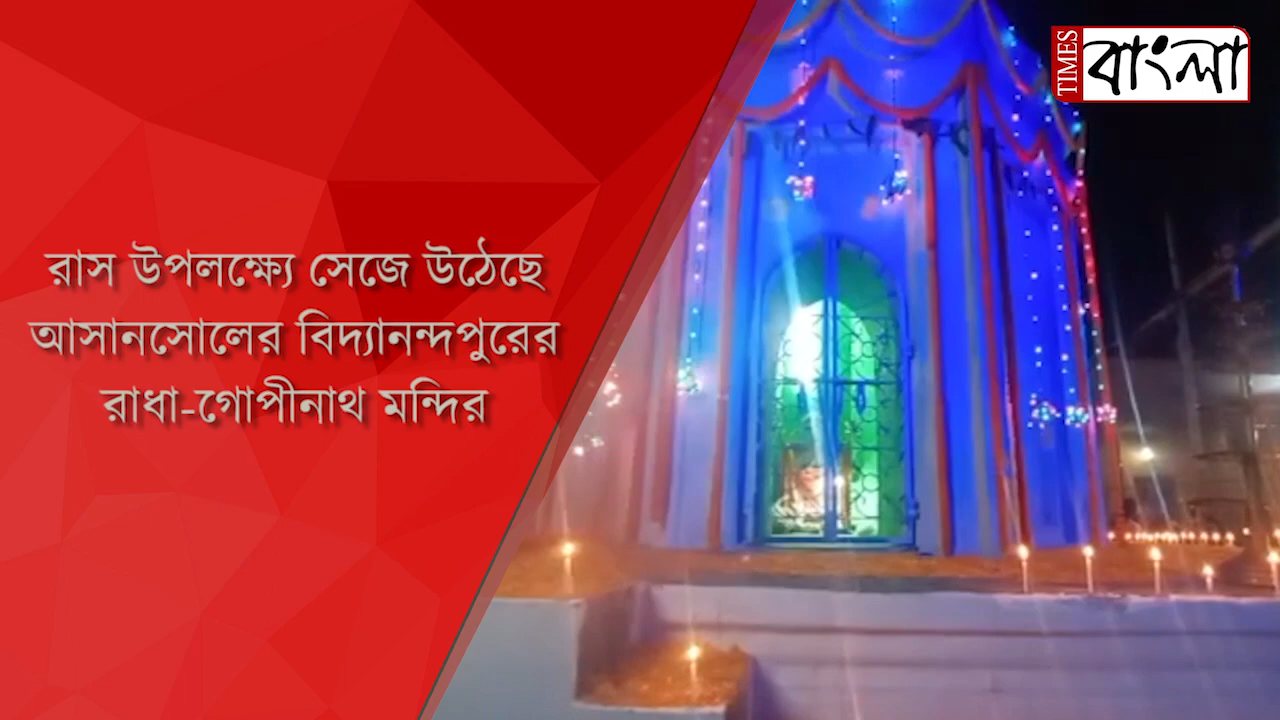 TIMES বাংলা
রাস উপলক্ষ্যে সেজে উঠেছে
আসানসোলের বিদ্যানন্দপুরের
রাধা-গোপীনাথ মন্দির